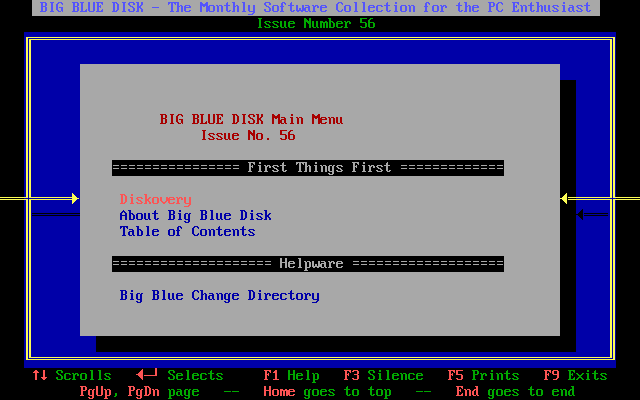 BIG BLUE DISK - The Monthly Software Collection for the PC Enthusiast
Issue Number 56
BIG BLUE DISK Main Menu
Issue No. 56
================ First Things First =============
Diskovery
About Big Blue Disk
Table of Contents
==================== Helpware ===================
Big Blue Change Directory
↑↓ Scrolls ◄─┘ Selects F1 Help F3 Silence F5 Prints F9 Exits
PgUp, PgDn page -- Home goes to top -- End goes to end